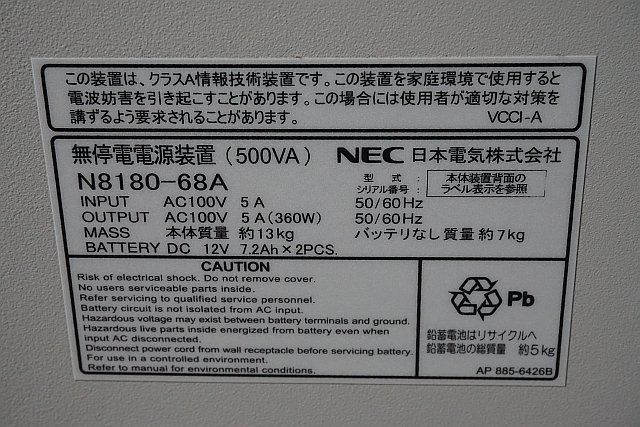 この装置は、クラスA情報技術装置です。この装置を家庭環境で使用すると
電波妨害を引き起こすことがあります。この場合には使用者が適切な対策を
講ずるよう要求されることがあります。 VCCI-A
無停電電源装置（500VA） NEC 日本電気株式会社
N8180-68A 型 式： 本体装置背面の
シリアル番号： ラベル表示を参照
INPUT AC100V 5A 50/60Hz
OUTPUT AC100V 5A(360W) 50/60Hz
MASS 本体質量 約13kg バッテリなし質量 約7kg
BATTERY DC 12V 7.2Ah×2PCS.
CAUTION
Risk of electrical shock. Do not remove cover.
No users serviceable parts inside.
Refer servicing to qualified service personnel.
Battery circuit is not isolated from AC input.
Hazardous voltage may exist between battery terminals and ground.
Hazardous live parts inside energized from battery even when
input AC disconnected.
Disconnect power cord from wall receptacle before servicing battery.
For use in a controlled environment.
Refer to manual for environmental conditions.
Pb
鉛蓄電池はリサイクルへ
鉛蓄電池の総質量 約5kg
AP 885-6426B